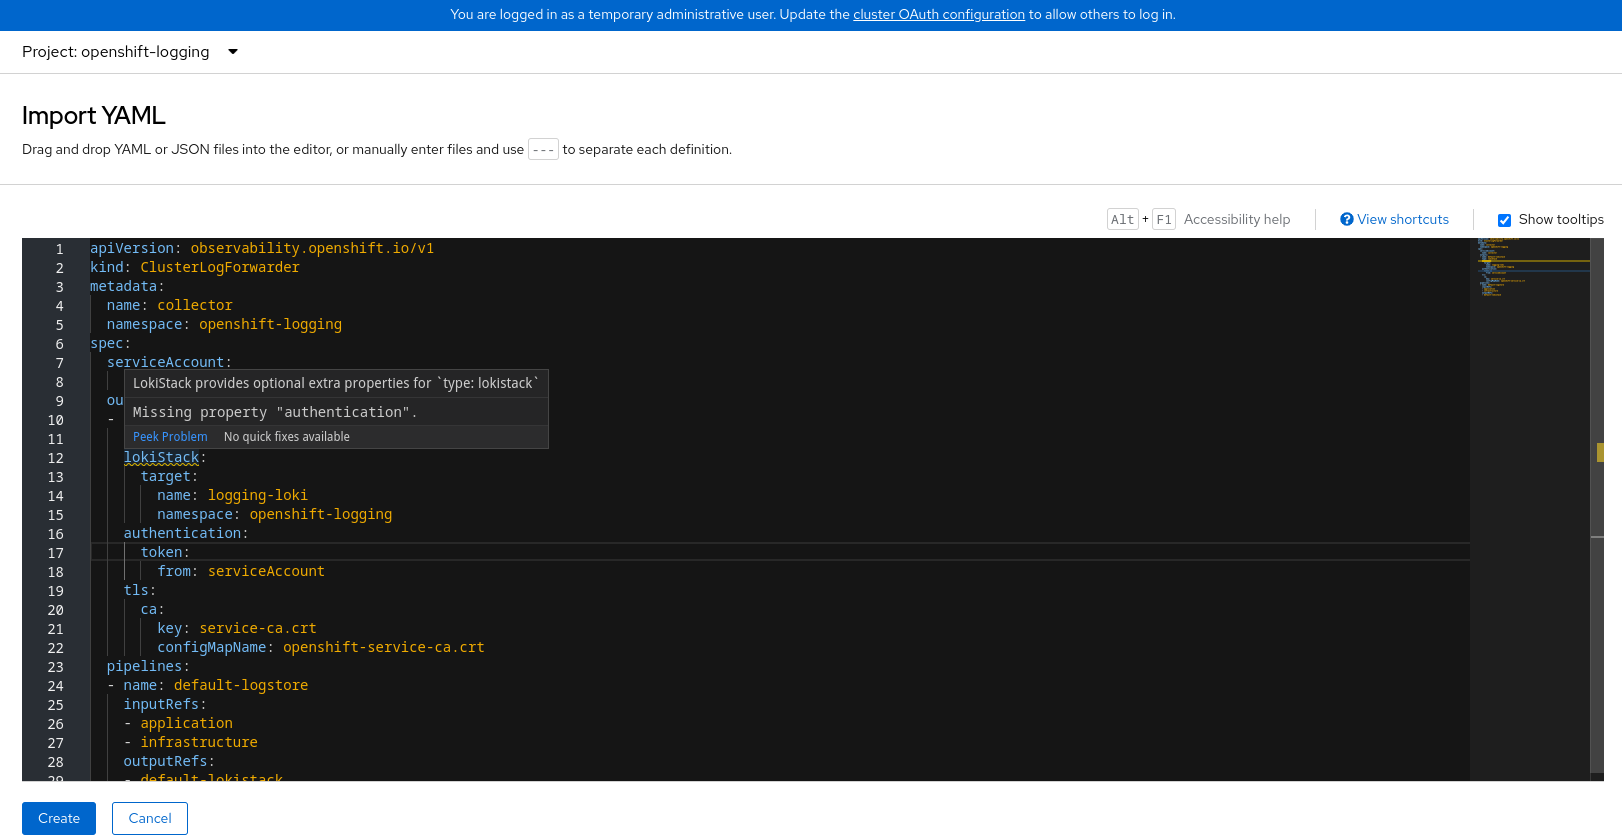 You are logged in as a temporary administrative user. Update the cluster OAuth configuration to allow others to log in.
Project: openshift-logging
Import YAML
Drag and drop YAML or JSON files into the editor, or manually enter files and use --- to separate each definition.
Alt + F1 Accessibility help View shortcuts Show tooltips
1 apiVersion: observability.openshift.io/v1
2 kind: ClusterLogForwarder
3 metadata:
4 name: collector
5 namespace: openshift-logging
6 spec:
7 serviceAccount:
8
LokiStack provides optional extra properties for `type: lokistack`
9 ou
Missing property "authentication".
10 -
11
Peek Problem No quick fixes available
12 lokiStack:
13 target:
14 name: logging-loki
15 namespace: openshift-logging
16 authentication:
17 token:
18 from: serviceAccount
19 tls:
20 ca:
21 key: service-ca.crt
22 configMapName: openshift-service-ca.crt
23 pipelines:
24 - name: default-logstore
25 inputRefs:
26 - application
27 - infrastructure
28 outputRefs:
29 - default-lokistack
Create Cancel